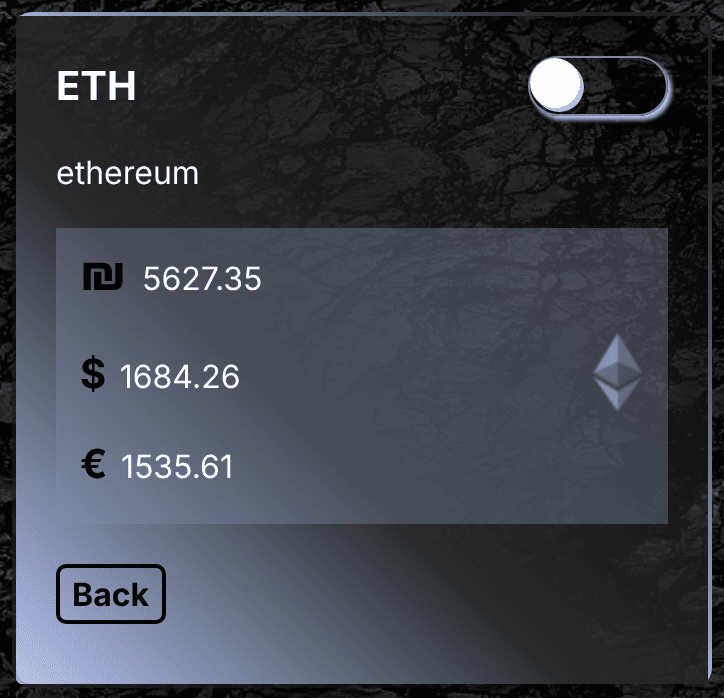 ETH
ethereum
₪ 5627.35
$ 1684.26
€ 1535.61
Back